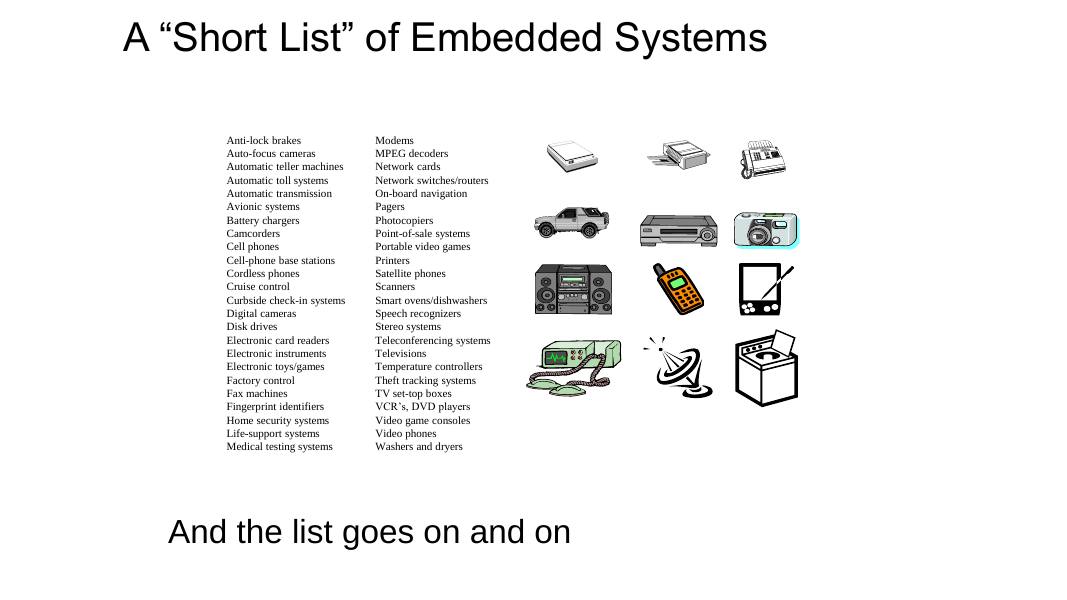 A “Short List” of Embedded Systems
Anti-lock brakes
Auto-focus cameras
Automatic teller machines
Automatic toll systems
Automatic transmission
Avionic systems
Battery chargers
Camcorders
Cell phones
Cell-phone base stations
Cordless phones
Cruise control
Curbside check-in systems
Digital cameras
Disk drives
Electronic card readers
Electronic instruments
Electronic toys/games
Factory control
Fax machines
Fingerprint identifiers
Home security systems
Life-support systems
Medical testing systems
Modems
MPEG decoders
Network cards
Network switches/routers
On-board navigation
Pagers
Photocopiers
Point-of-sale systems
Portable video games
Printers
Satellite phones
Scanners
Smart ovens/dishwashers
Speech recognizers
Stereo systems
Teleconferencing systems
Televisions
Temperature controllers
Theft tracking systems
TV set-top boxes
VCR’s, DVD players
Video game consoles
Video phones
Washers and dryers
And the list goes on and on